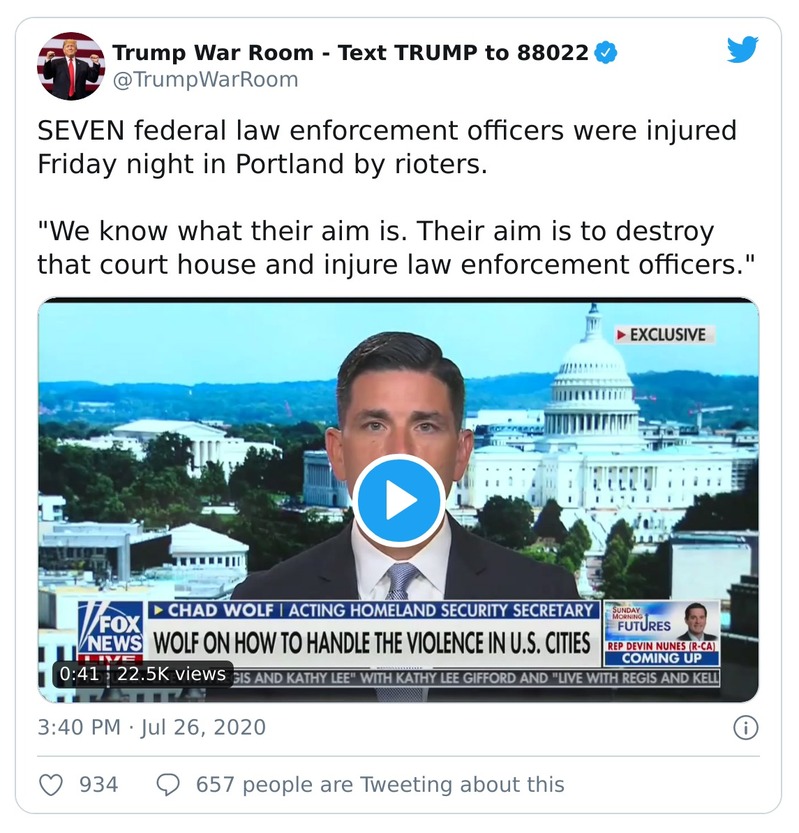 Trump War Room - Text TRUMP to 88022
@TrumpWarRoom
SEVEN federal law enforcement officers were injured
Friday night in Portland by rioters.
"We know what their aim is. Their aim is to destroy
that court house and injure law enforcement officers."
EXCLUSIVE
CHAD WOLF | ACTING HOMELAND SECURITY SECRETARY
FOX
NEWS
LIVE
WOLF ON HOW TO HANDLE THE VIOLENCE IN U.S. CITIES
SUNDAY
MORNING
FUTURES
REP DEVIN NUNES (R-CA)
COMING UP
0:41 | 22.5K views
GIS AND KATHY LEE" WITH KATHY LEE GIFFORD AND "LIVE WITH REGIS AND KELL
3:40 PM · Jul 26, 2020
934
657 people are Tweeting about this